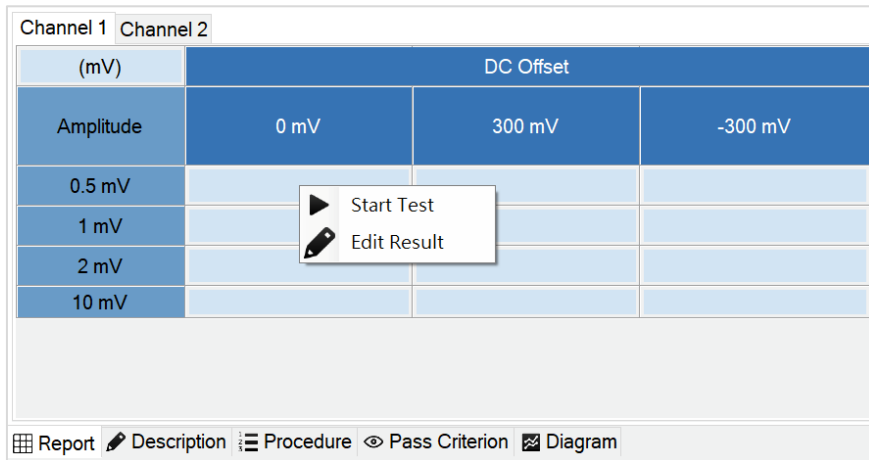 Channel 1 Channel 2
(mV) DC Offset
Amplitude 0 mV 300 mV -300 mV
0.5 mV
Start Test
1 mV
Edit Result
2 mV
10 mV
Report Description Procedure Pass Criterion Diagram